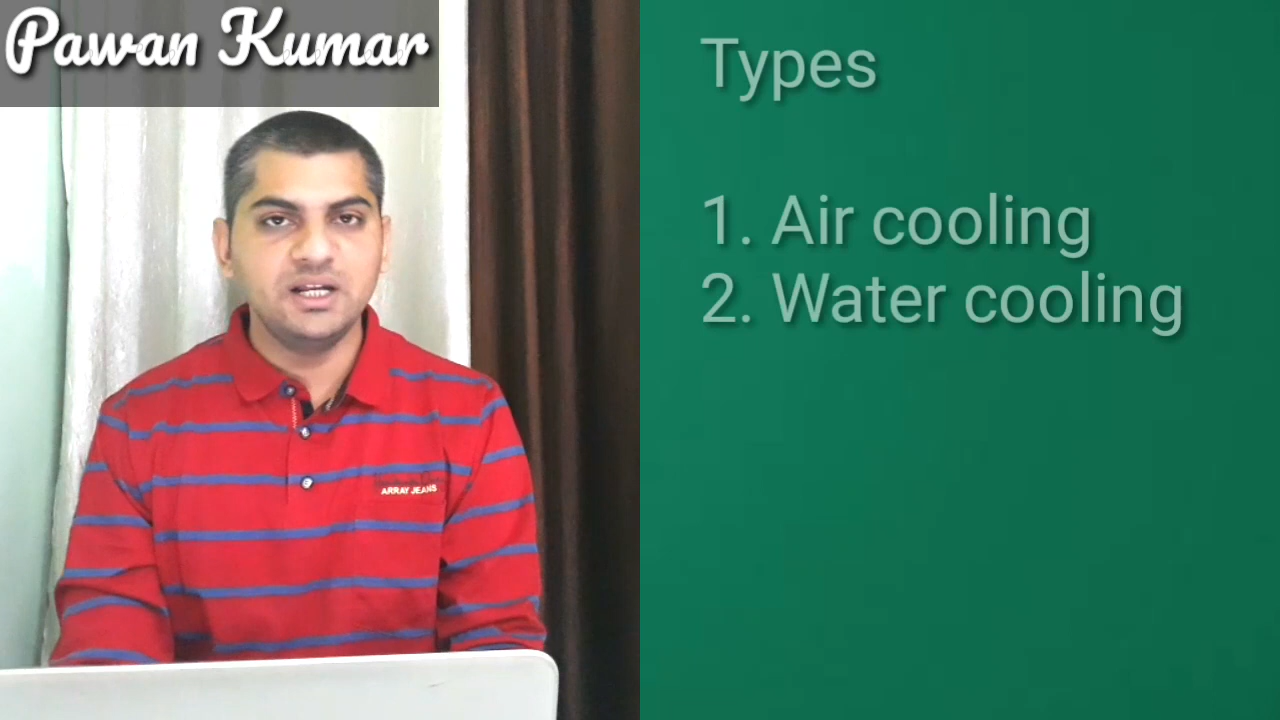 Pawan Kumar
ARRAY JEANS
Types
1. Air cooling
2. Water cooling